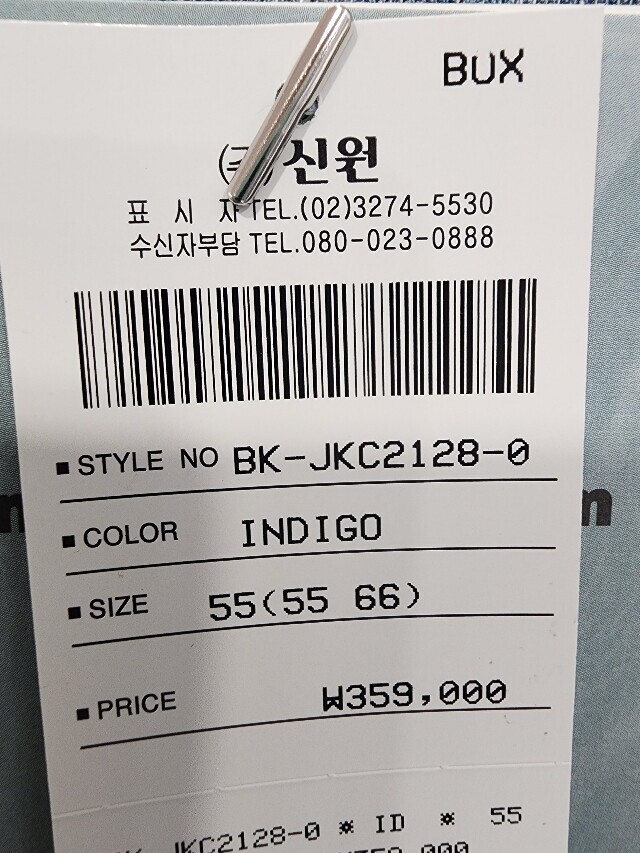 BUX
(주)신원
표 시 자 TEL.(02)3274-5530
수신자부담 TEL.080-023-0888
■ STYLE NO BK-JKC2128-0
■ COLOR INDIGO
■ SIZE 55(55 66)
■ PRICE ₩359,000
JKC2128-0 * ID * 55